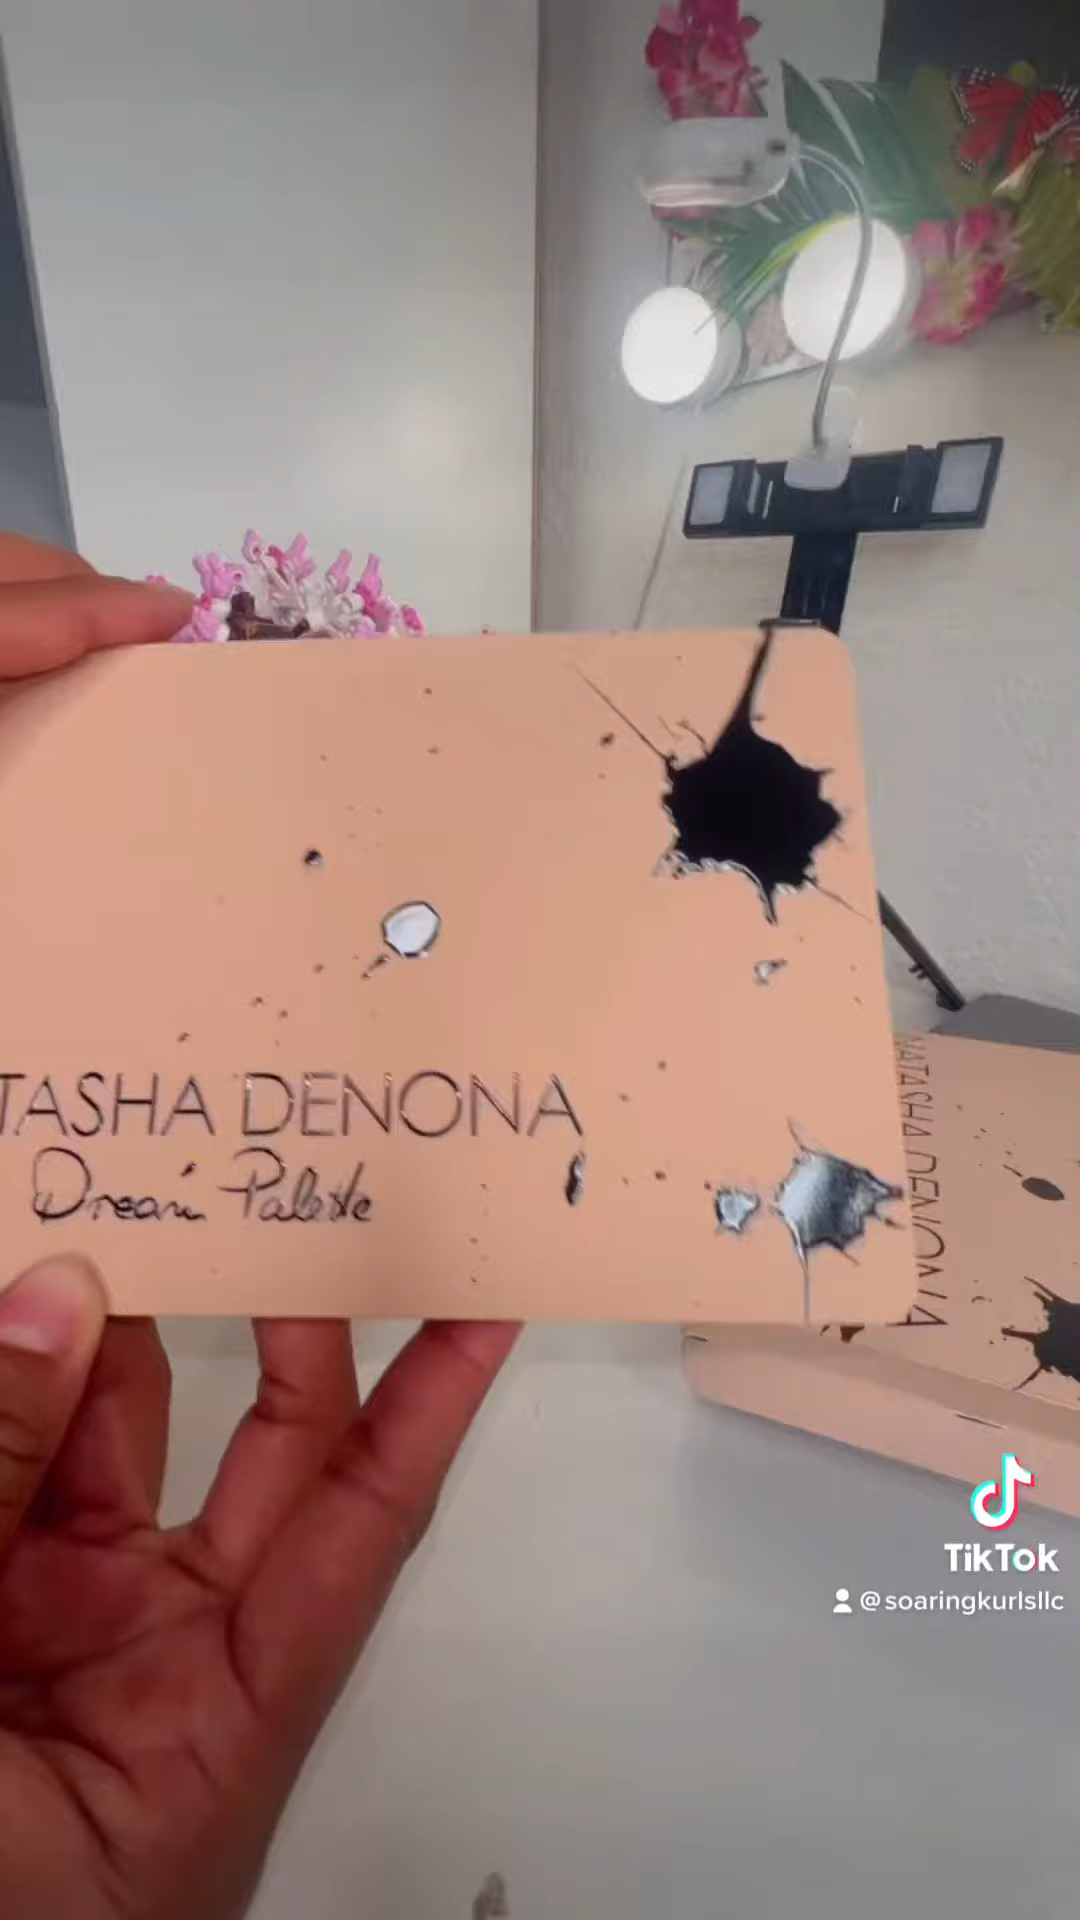 TASHA DENONA
Dream Palette
NATASHA DENONA
TikTok
@soaringkurlsllc